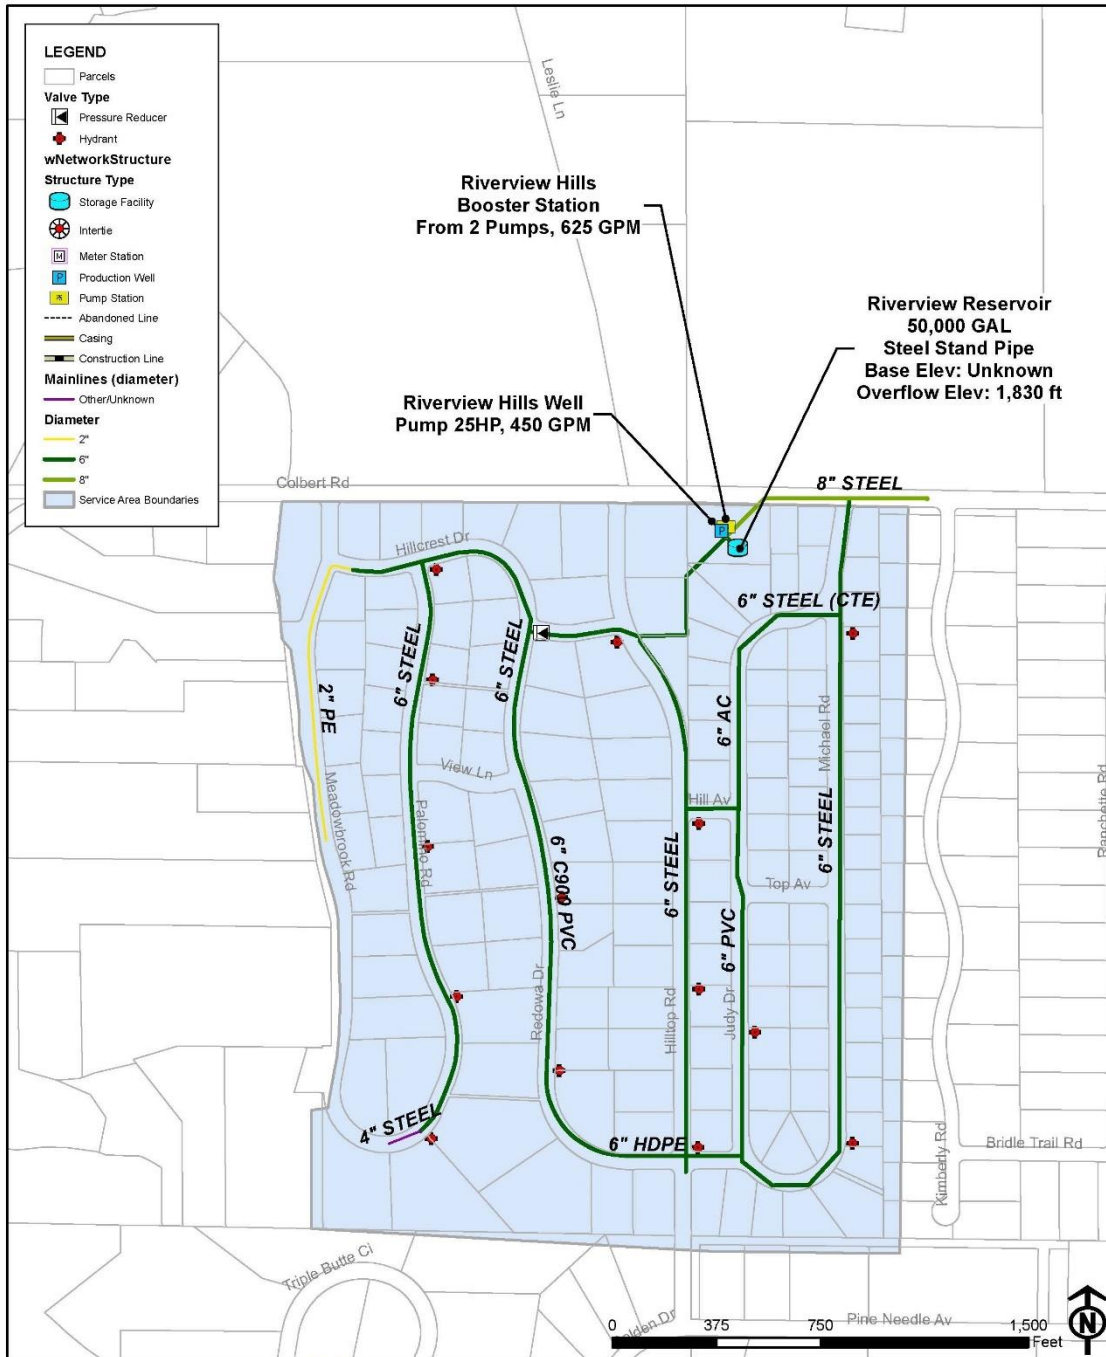 LEGEND
Parcels
Valve Type
Pressure Reducer
Hydrant
wNetworkStructure
Structure Type
Storage Facility
Intertie
M
Meter Station
P
Production Well
Pump Station
Abandoned Line
Casing
Construction Line
Mainlines (diameter)
Other/Unknown
Diameter
2"
6"
8"
Service Area Boundaries
Leslie Ln
Riverview Hills
Booster Station
From 2 Pumps, 625 GPM
Riverview Reservoir
50,000 GAL
Steel Stand Pipe
Base Elev: Unknown
Overflow Elev: 1,830 ft
Riverview Hills Well
Pump 25HP, 450 GPM
Colbert Rd
8" STEEL
P
Hillcrest Dr
6" STEEL (CTE)
6" STEEL
6" STEEL
2" PE
6" AC
Michael Rd
View Ln
Hill Av
Meadowbrook Rd
Palomino Rd
6" C900 PVC
6" STEEL
6" STEEL
Top Av
Ranchette Rd
6" PVC
Redowa Dr
Hilltop Rd
Judy Dr
4" STEEL
6" HDPE
Kimberly Rd
Bridle Trail Rd
Triple Butte Ci
Pine Needle Av
0 375 750 1,500
Feet
N